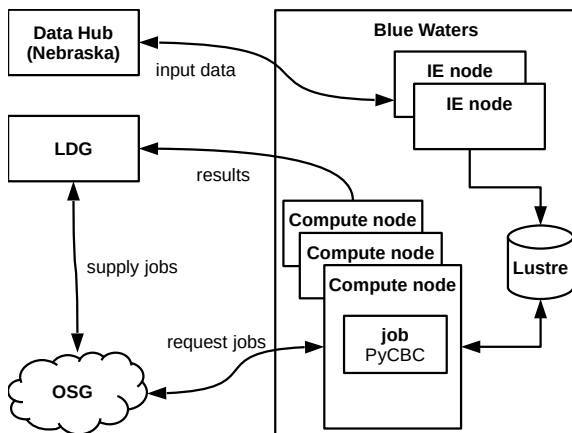 Data Hub
(Nebraska)
Blue Waters
input data
IE node
IE node
LDG
results
Compute node
Compute node
Compute node
Lustre
supply jobs
request jobs
job
PyCBC
OSG